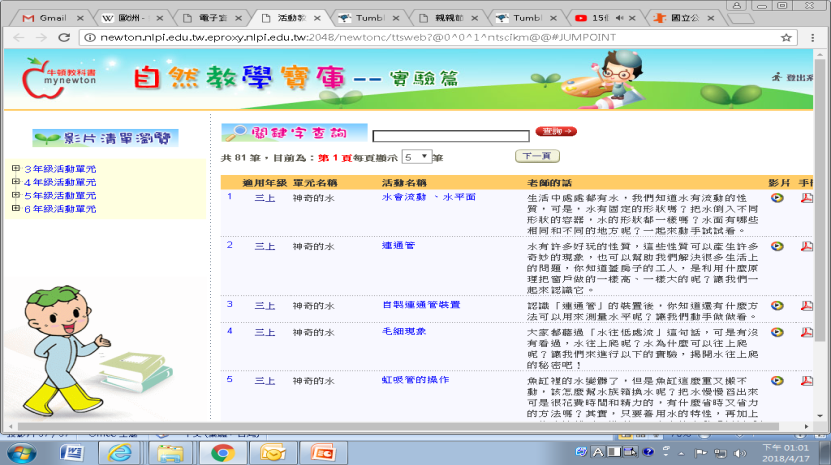 Gmail
歐洲 -
電子資
活動教
Tumbl
親親節
Tumbl
15個
國立公
newton.nlpi.edu.tw.eproxy.nlpi.edu.tw:2048/newtonc/ttsweb?@0^0^1^ntscikm@@#JUMPOINT
牛頓教科書
mynewton
自然教學寶庫--實驗篇
登出系
影片清單瀏覽
3年級活動單元
4年級活動單元
5年級活動單元
6年級活動單元
關鍵字查詢
查詢
共 81 筆，目前為：第 1 頁每頁顯示 5 筆
下一頁
適用年級 單元名稱 活動名稱 老師的話 影片 手
1 三上 神奇的水 水會流動、水平面 生活中處處都有水，我們知道水有流動的性
質，可是，水有固定的形狀嗎？把水倒入不同
形狀的容器，水的形狀都一樣嗎？水面有哪些
相同和不同的地方呢？一起來動手試試看。
2 三上 神奇的水 連通管 水有許多好玩的性質，這些性質可以產生許多
奇妙的現象，也可以幫助我們解決很多生活上
的問題，你知道蓋房子的工人，是利用什麼原
理把窗戶做的一樣高、一樣大的呢？讓我們一
起來認識它。
3 三上 神奇的水 自製連通管裝置 認識「連通管」的裝置後，你知道還有什麼方
法可以用來測量水平呢？讓我們動手做做看。
4 三上 神奇的水 毛細現象 大家都聽過「水往低處流」這句話，可是有沒
有看過，水往上爬呢？水為什麼可以往上爬
呢？讓我們來進行以下的實驗，揭開水往上爬
的秘密吧！
5 三上 神奇的水 虹吸管的操作 魚缸裡的水變髒了，但是魚缸這麼重又搬不
動，該怎麼幫水族箱換水呢？把水慢慢舀出來
可是很花費時間和精力的，有什麼省時又省力
的方法嗎？其實，只要善用水的特性，再加上
下午 01:01
2018/4/17